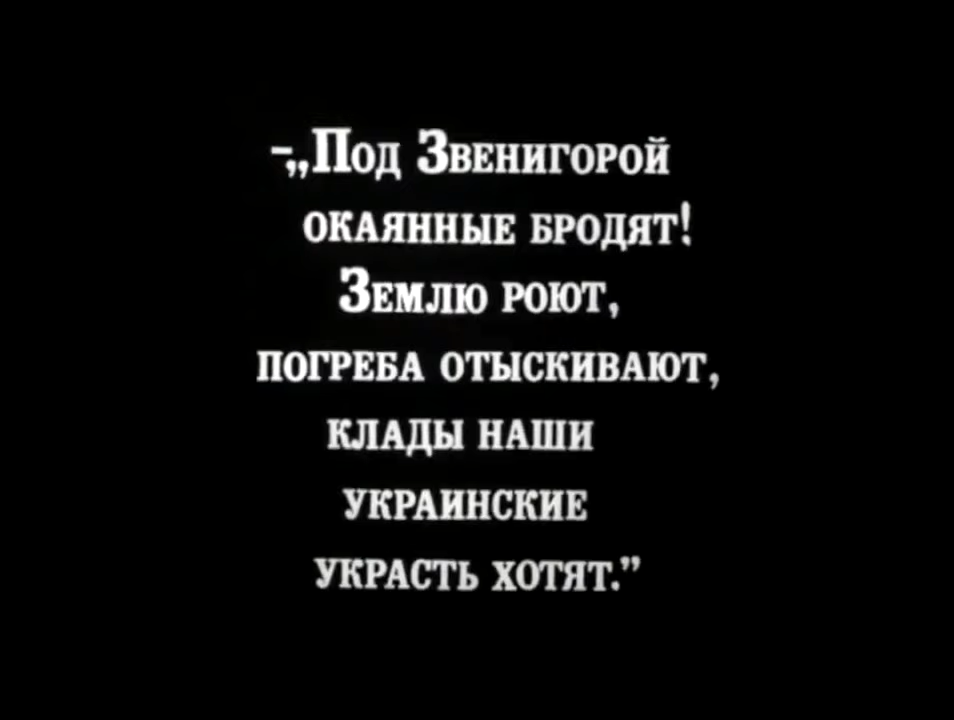 -„Под Звенигорой
окаянные бродят!
Землю роют,
погреба отыскивают,
клады наши
украинские
украсть хотят.”